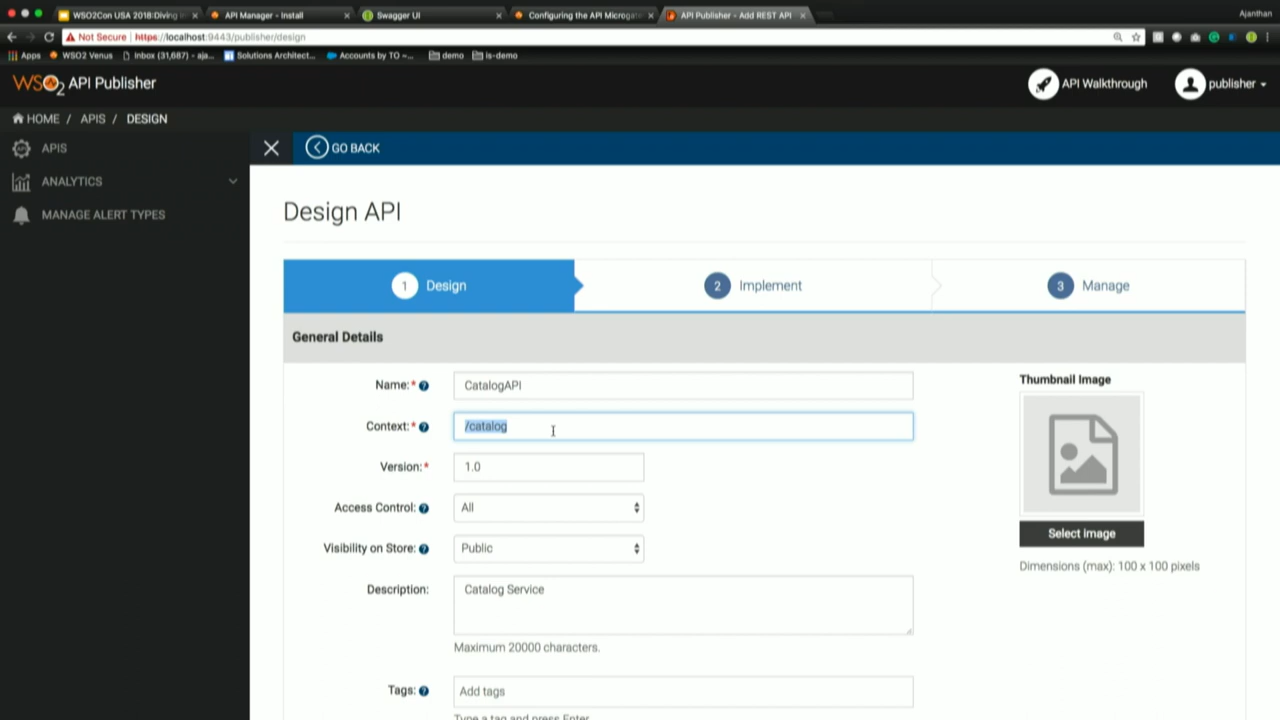 WSO2Con USA 2018:Diving
API Manager - Install
Swagger UI
Configuring the API Microgate
API Publisher - Add REST API
Ajanthan
Not Secure
https://localhost:9443/publisher/design
Apps
WSO2 Venus
Inbox (31,687) - aja...
Solutions Architect...
Accounts by TO –...
demo
is-demo
WSO2 API Publisher
API Walkthrough
publisher
HOME / APIS / DESIGN
APIS
GO BACK
ANALYTICS
MANAGE ALERT TYPES
Design API
1 Design
2 Implement
3 Manage
General Details
Name:* CatalogAPI
Thumbnail Image
Context:* /catalog
Version:* 1.0
Access Control: All
Select image
Visibility on Store: Public
Dimensions (max): 100 x 100 pixels
Description: Catalog Service
Maximum 20000 characters.
Tags: Add tags
Type a tag and press Enter